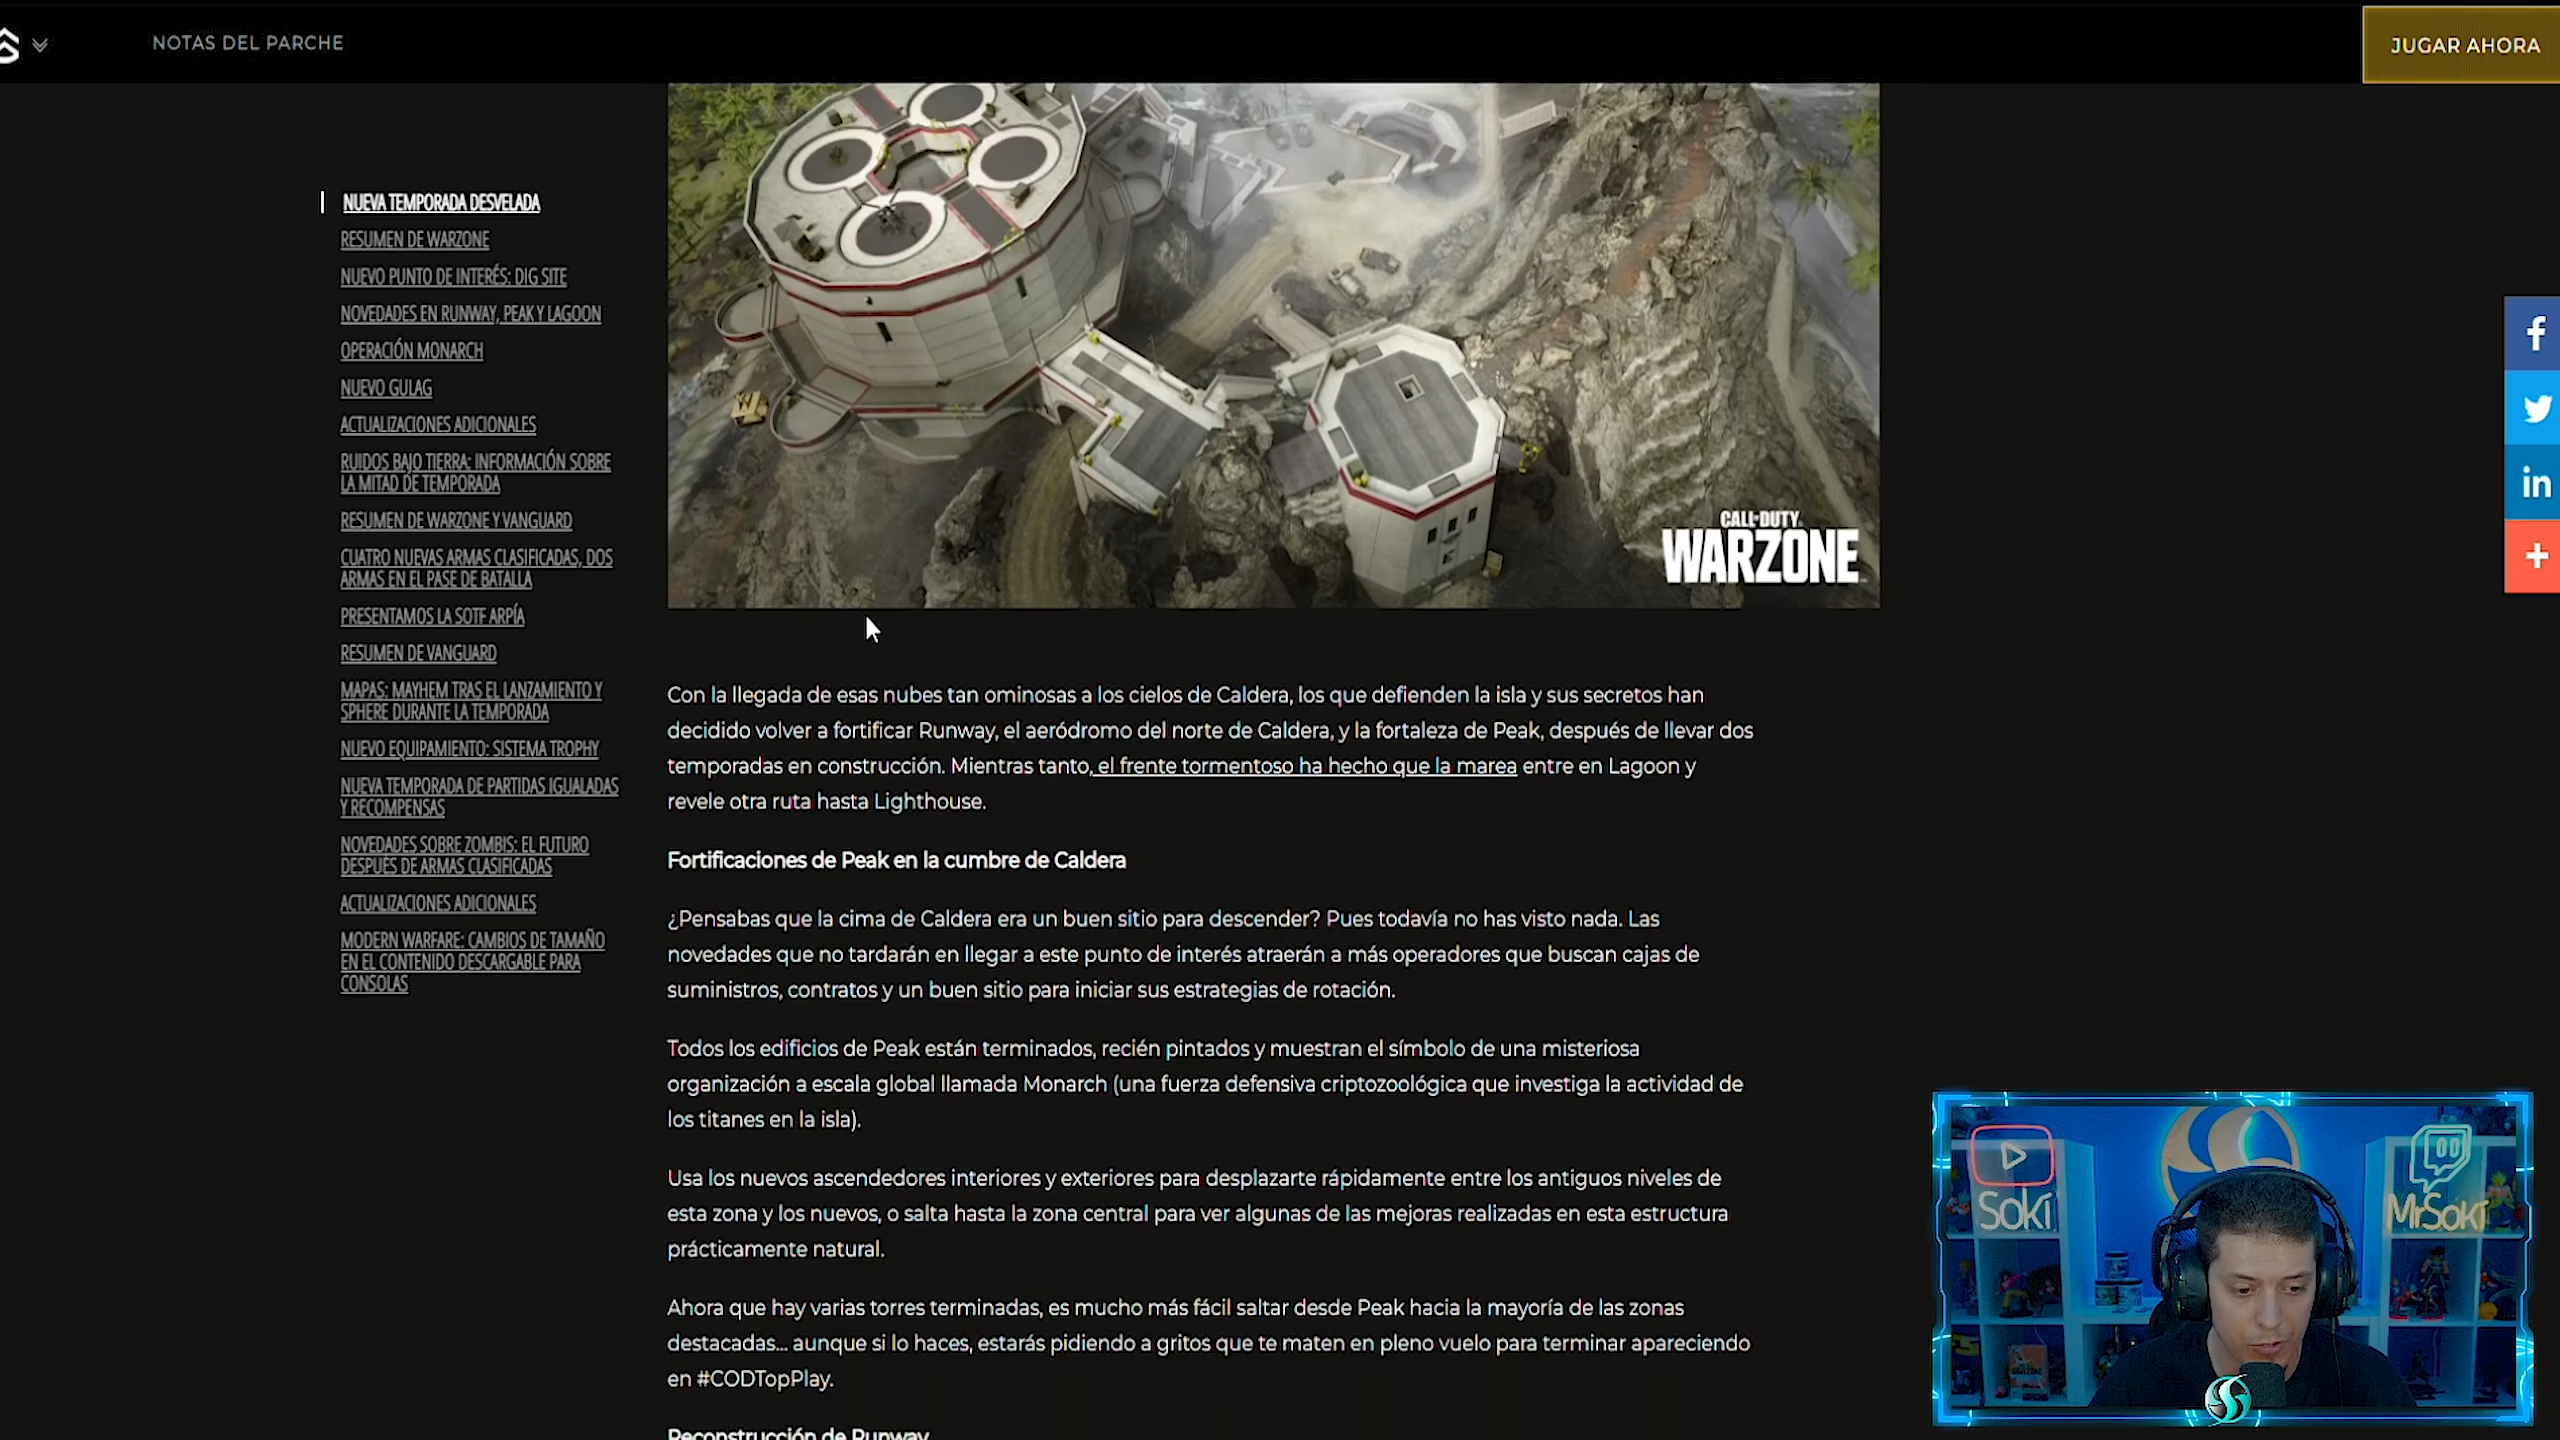 NOTAS DEL PARCHE
JUGAR AHORA
NUEVA TEMPORADA DESVELADA
RESUMEN DE WARZONE
NUEVO PUNTO DE INTERÉS: DIG SITE
NOVEDADES EN RUNWAY, PEAK Y LAGOON
OPERACIÓN MONARCH
NUEVO GULAG
ACTUALIZACIONES ADICIONALES
RUIDOS BAJO TIERRA: INFORMACIÓN SOBRE
LA MITAD DE TEMPORADA
RESUMEN DE WARZONE Y VANGUARD
CUATRO NUEVAS ARMAS CLASIFICADAS, DOS
ARMAS EN EL PASE DE BATALLA
PRESENTAMOS LA SOTF ARPÍA
RESUMEN DE VANGUARD
MAPAS: MAYHEM TRAS EL LANZAMIENTO Y
SPHERE DURANTE LA TEMPORADA
NUEVO EQUIPAMIENTO: SISTEMA TROPHY
NUEVA TEMPORADA DE PARTIDAS IGUALADAS
Y RECOMPENSAS
NOVEDADES SOBRE ZOMBIS: EL FUTURO
DESPUÉS DE ARMAS CLASIFICADAS
ACTUALIZACIONES ADICIONALES
MODERN WARFARE: CAMBIOS DE TAMAÑO
EN EL CONTENIDO DESCARGABLE PARA
CONSOLAS
CALL OF DUTY
WARZONE
Con la llegada de esas nubes tan ominosas a los cielos de Caldera, los que defienden la isla y sus secretos han
decidido volver a fortificar Runway, el aeródromo del norte de Caldera, y la fortaleza de Peak, después de llevar dos
temporadas en construcción. Mientras tanto, el frente tormentoso ha hecho que la marea entre en Lagoon y
revele otra ruta hasta Lighthouse.
Fortificaciones de Peak en la cumbre de Caldera
¿Pensabas que la cima de Caldera era un buen sitio para descender? Pues todavía no has visto nada. Las
novedades que no tardarán en llegar a este punto de interés atraerán a más operadores que buscan cajas de
suministros, contratos y un buen sitio para iniciar sus estrategias de rotación.
Todos los edificios de Peak están terminados, recién pintados y muestran el símbolo de una misteriosa
organización a escala global llamada Monarch (una fuerza defensiva criptozoológica que investiga la actividad de
los titanes en la isla).
Usa los nuevos ascendedores interiores y exteriores para desplazarte rápidamente entre los antiguos niveles de
esta zona y los nuevos, o salta hasta la zona central para ver algunas de las mejoras realizadas en esta estructura
prácticamente natural.
Ahora que hay varias torres terminadas, es mucho más fácil saltar desde Peak hacia la mayoría de las zonas
destacadas... aunque si lo haces, estarás pidiendo a gritos que te maten en pleno vuelo para terminar apareciendo
en #CODTopPlay.
Reconstrucción de Runway
f
in
+
Soki
MrSoki